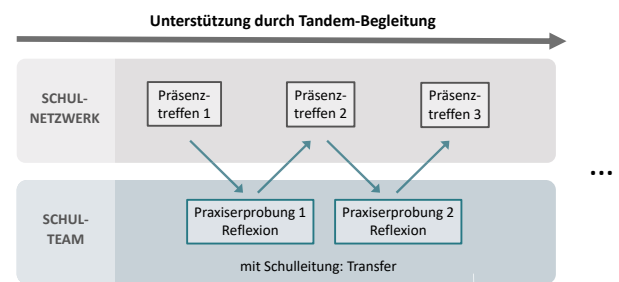 Unterstützung durch Tandem-Begleitung
SCHUL-
NETZWERK
Präsenz-
treffen 1
Präsenz-
treffen 2
Präsenz-
treffen 3
...
SCHUL-
TEAM
Praxiserprobung 1
Reflexion
Praxiserprobung 2
Reflexion
mit Schulleitung: Transfer